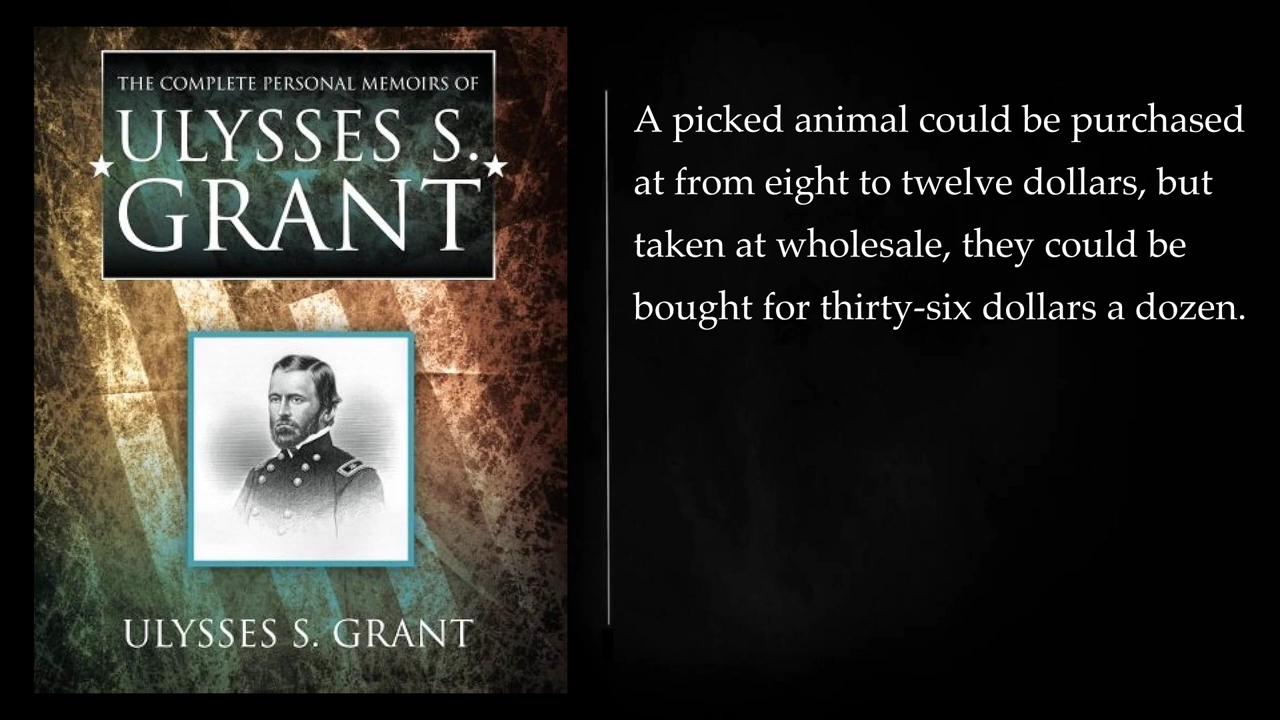 THE COMPLETE PERSONAL MEMOIRS OF
ULYSSES S.
GRANT
ULYSSES S. GRANT
A picked animal could be purchased
at from eight to twelve dollars, but
taken at wholesale, they could be
bought for thirty-six dollars a dozen.